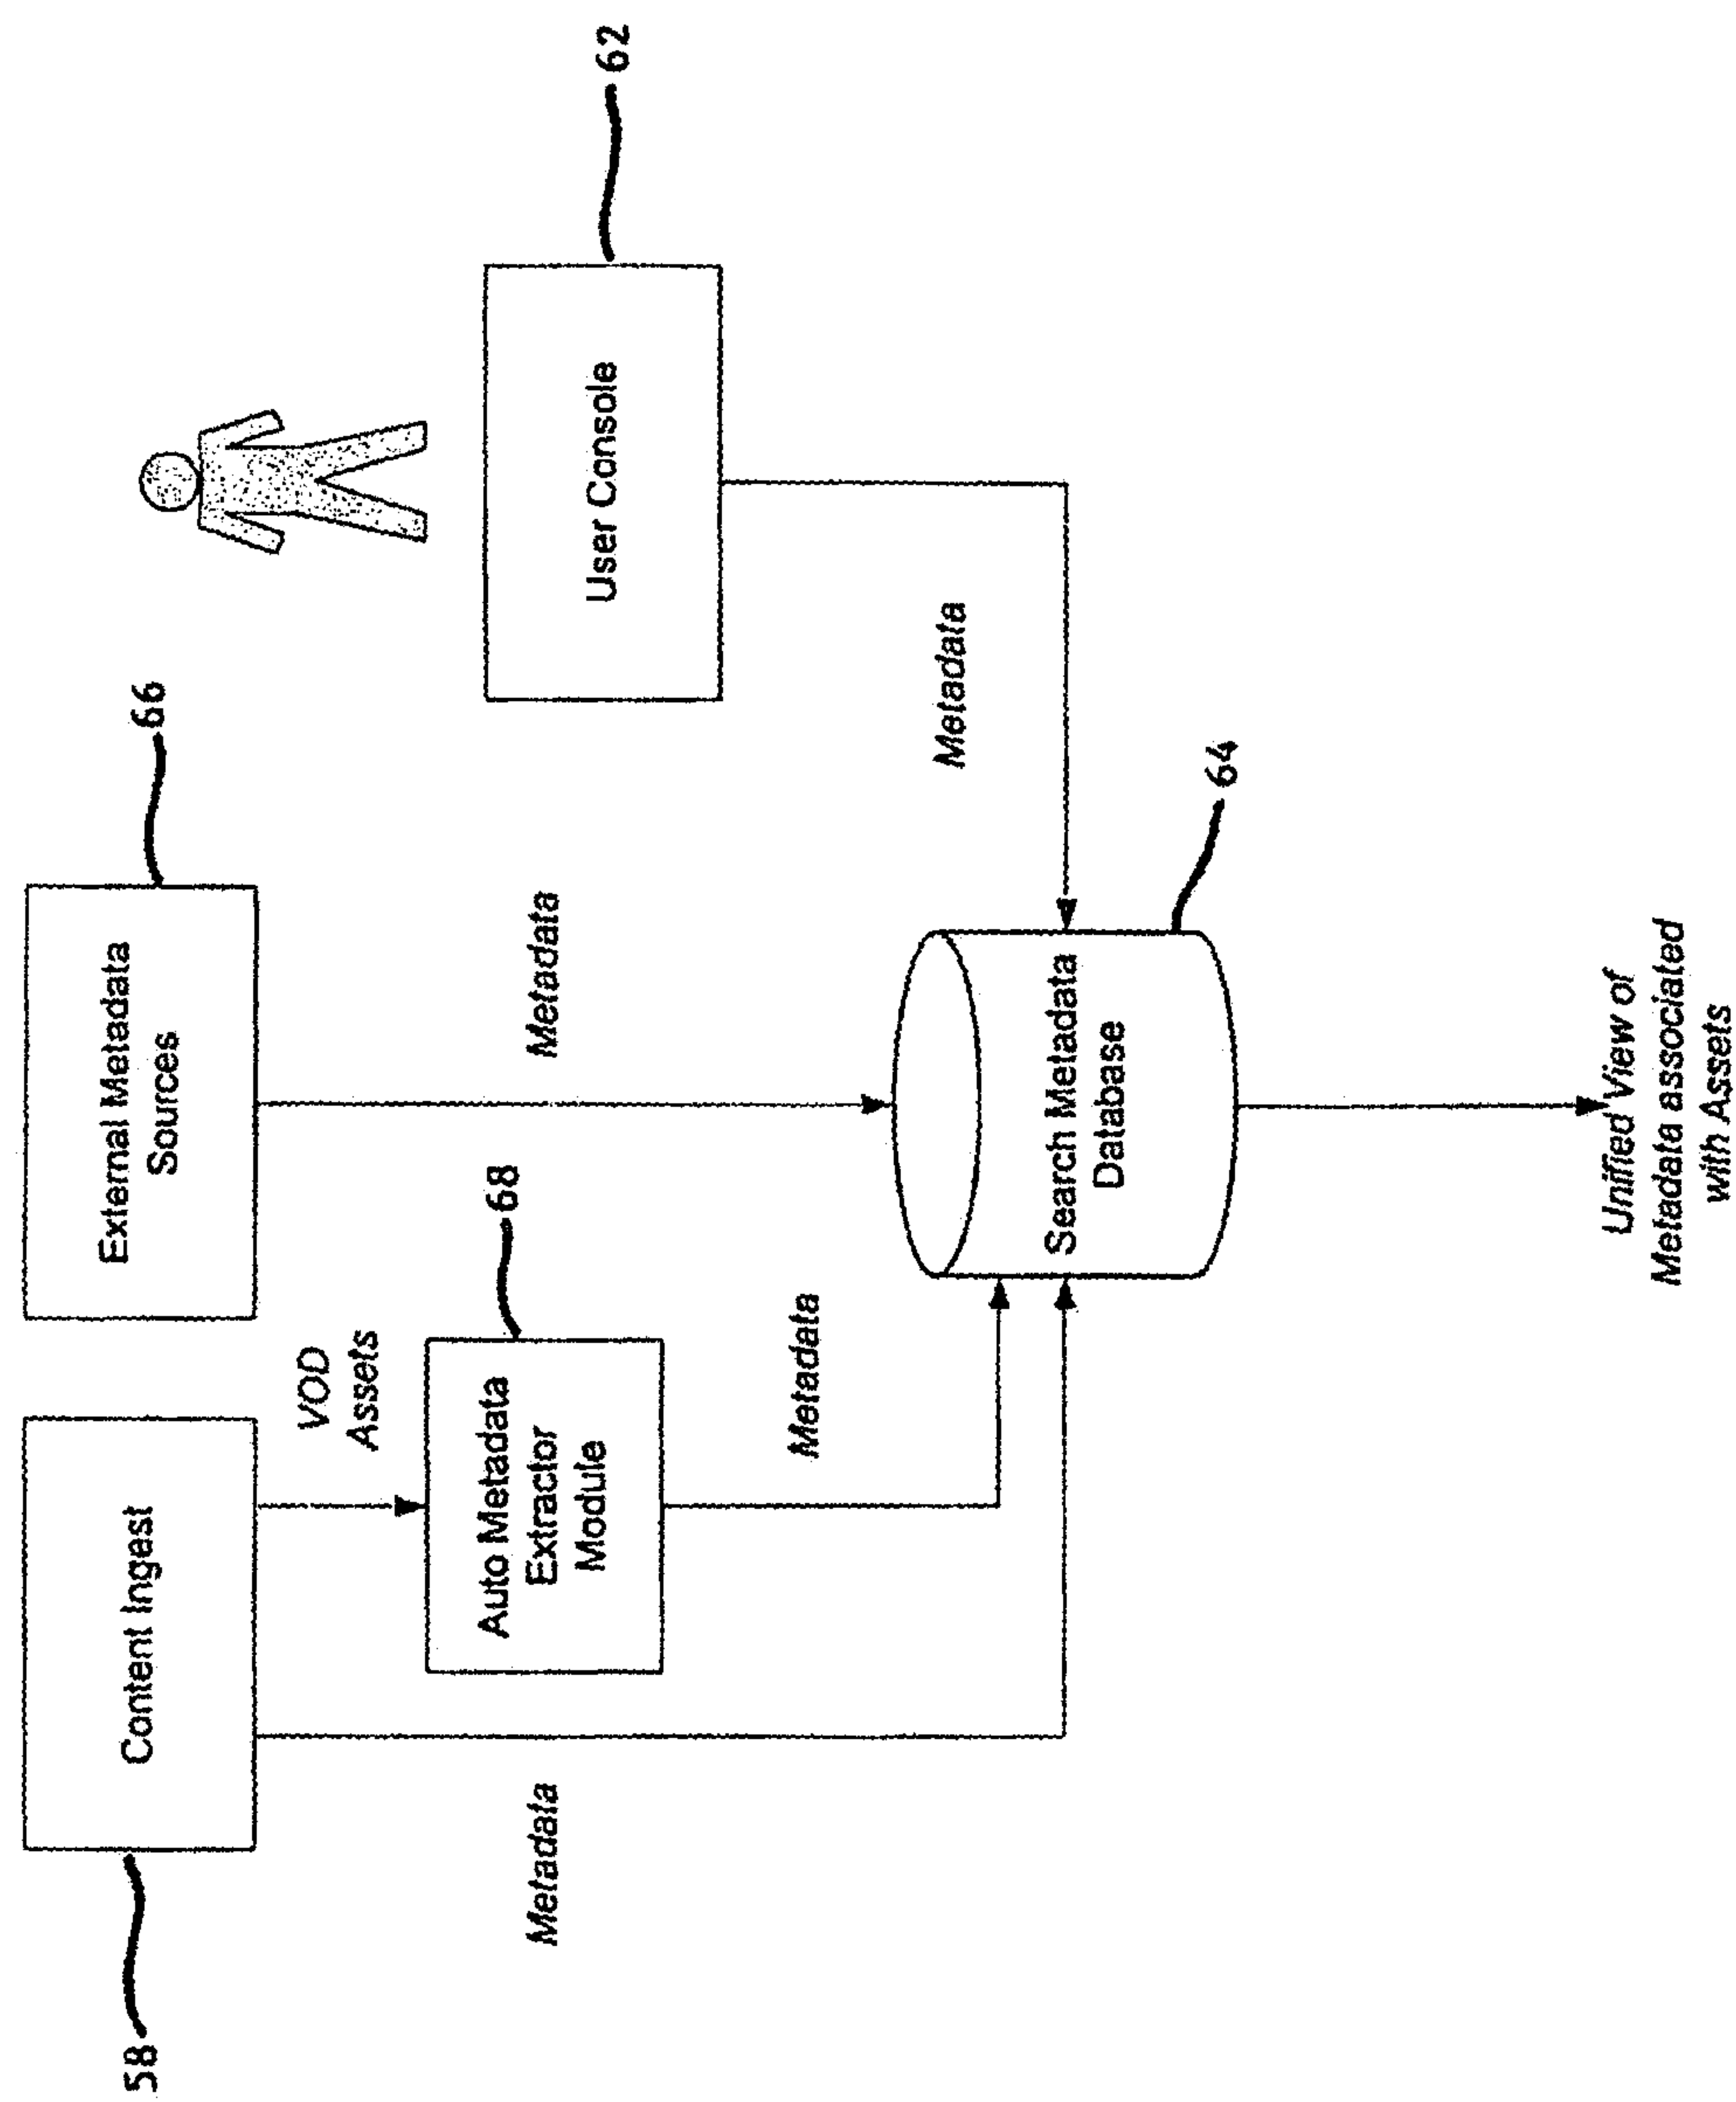 58
Content Ingest
External Metadata
Sources
66
VOD
Assets
68
Auto Metadata
Extractor
Module
Metadata
Metadata
User Console
62
Metadata
Metadata
Search Metadata
Database
64
Unified View of
Metadata associated
with Assets